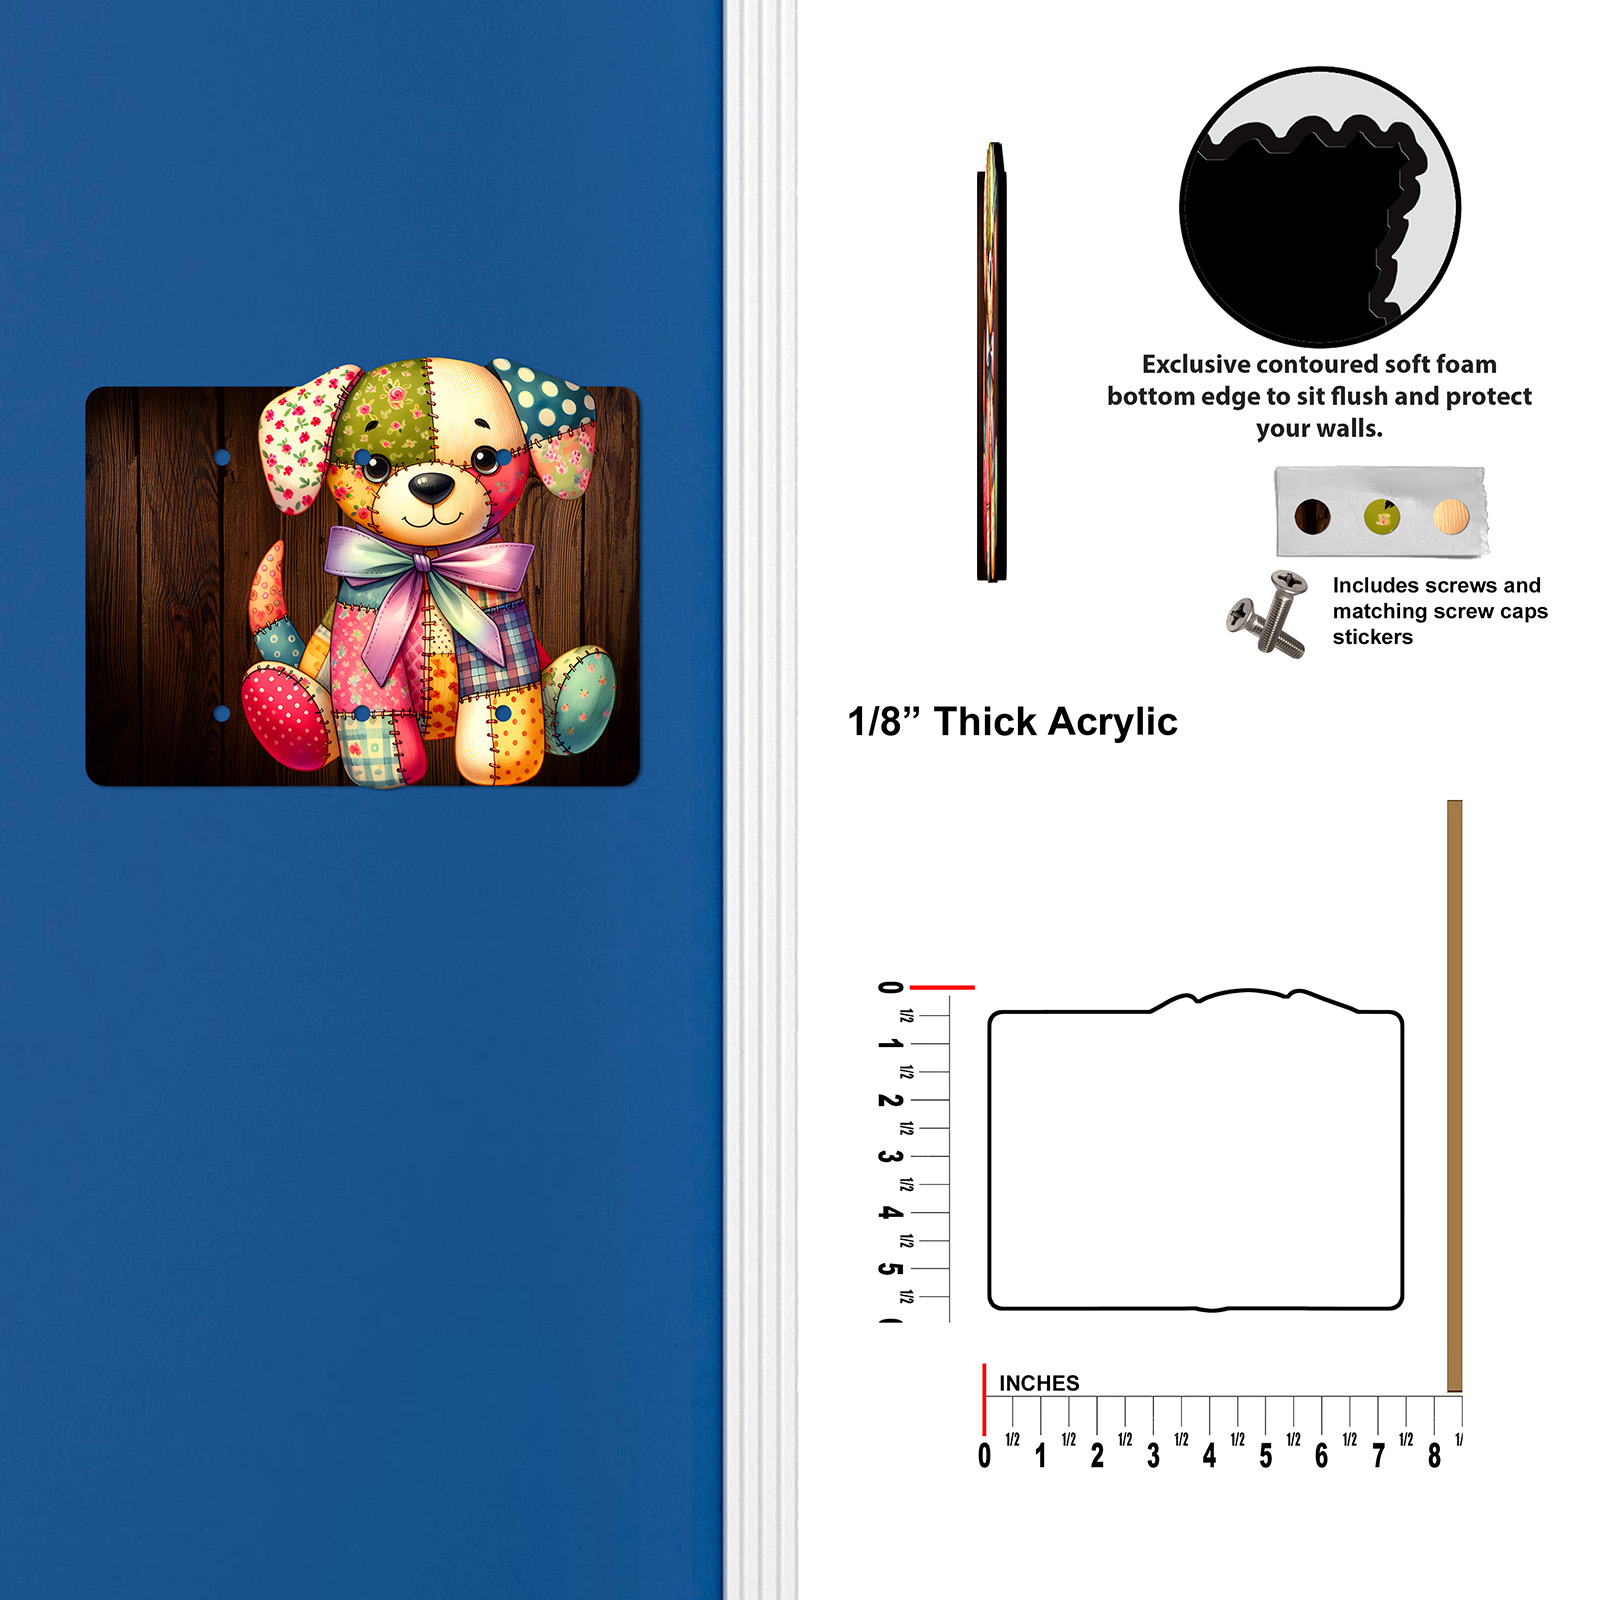 Exclusive contoured soft foam
bottom edge to sit flush and protect
your walls.
Includes screws and
matching screw caps
stickers
1/8” Thick Acrylic
0
1/2
1
1/2
2
1/2
3
1/2
4
1/2
5
1/2
INCHES
0 1/2 1 1/2 2 1/2 3 1/2 4 1/2 5 1/2 6 1/2 7 1/2 8 1/